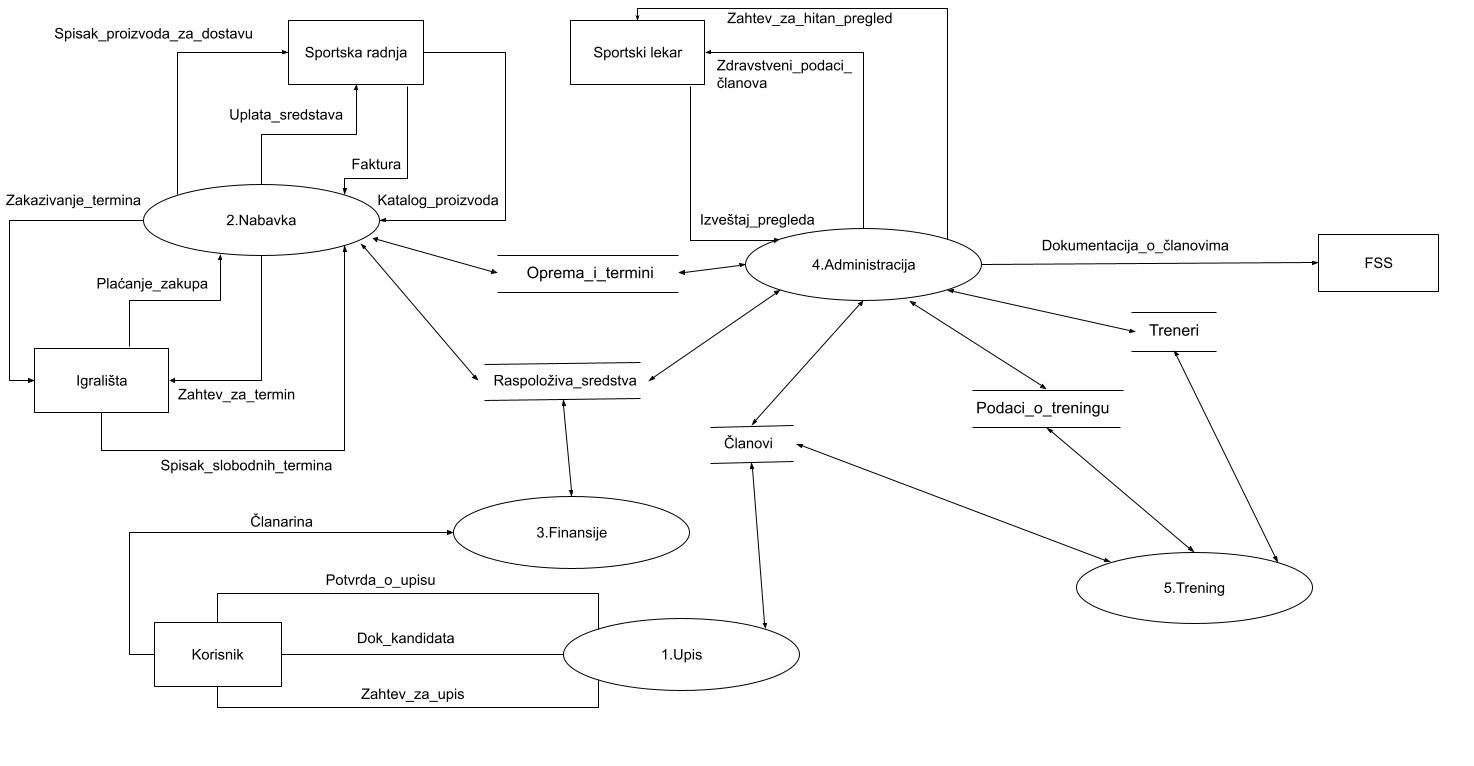 Zahtev_za_hitan_pregled
Spisak_proizvoda_za_dostavu
Sportska radnja
Sportski lekar
Zdravstveni_podaci_
članova
Uplata_sredstava
Faktura
Zakazivanje_termina
Katalog_proizvoda
2.Nabavka
Izveštaj_pregleda
Dokumentacija_o_članovima
4.Administracija
FSS
Oprema_i_termini
Plaćanje_zakupa
Treneri
Igrališta
Raspoloživa_sredstva
Zahtev_za_termin
Podaci_o_treningu
Članovi
Spisak_slobodnih_termina
Članarina
3.Finansije
Potvrda_o_upisu
5.Trening
Dok_kandidata
Korisnik
1.Upis
Zahtev_za_upis